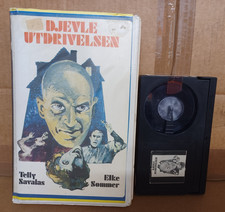 DJEVLE
UTDRIVELSEN
Telly Savalas
Elke Sommer